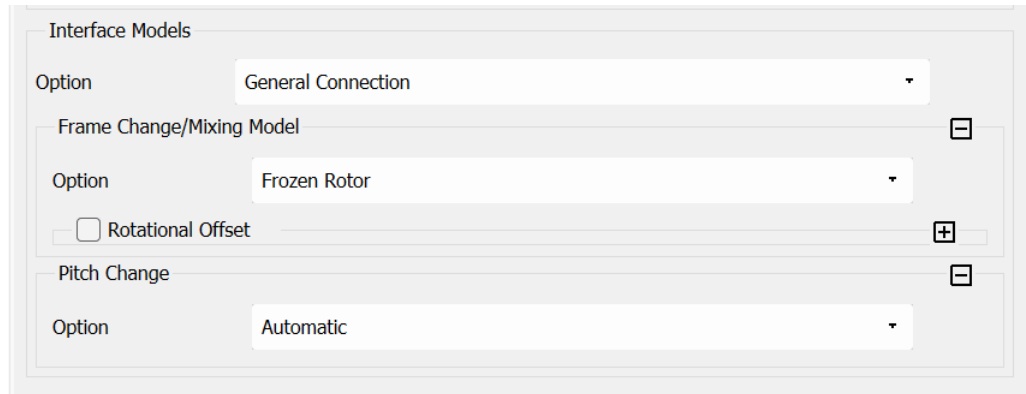 Interface Models
Option General Connection
Frame Change/Mixing Model
Option Frozen Rotor
Rotational Offset
Pitch Change
Option Automatic